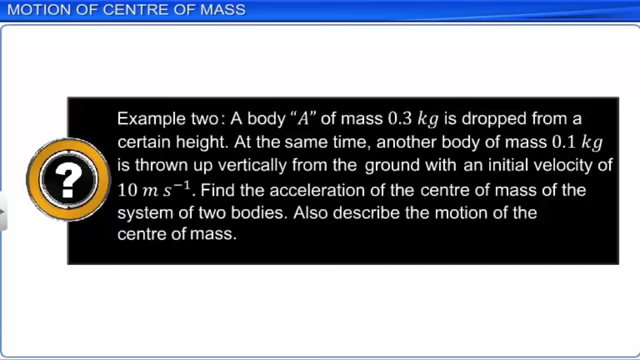 MOTION OF CENTRE OF MASS
Example two: A body “A” of mass 0.3 kg is dropped from a
certain height. At the same time, another body of mass 0.1 kg
is thrown up vertically from the ground with an initial velocity of
10 m s⁻¹. Find the acceleration of the centre of mass of the
system of two bodies. Also describe the motion of the
centre of mass.
?